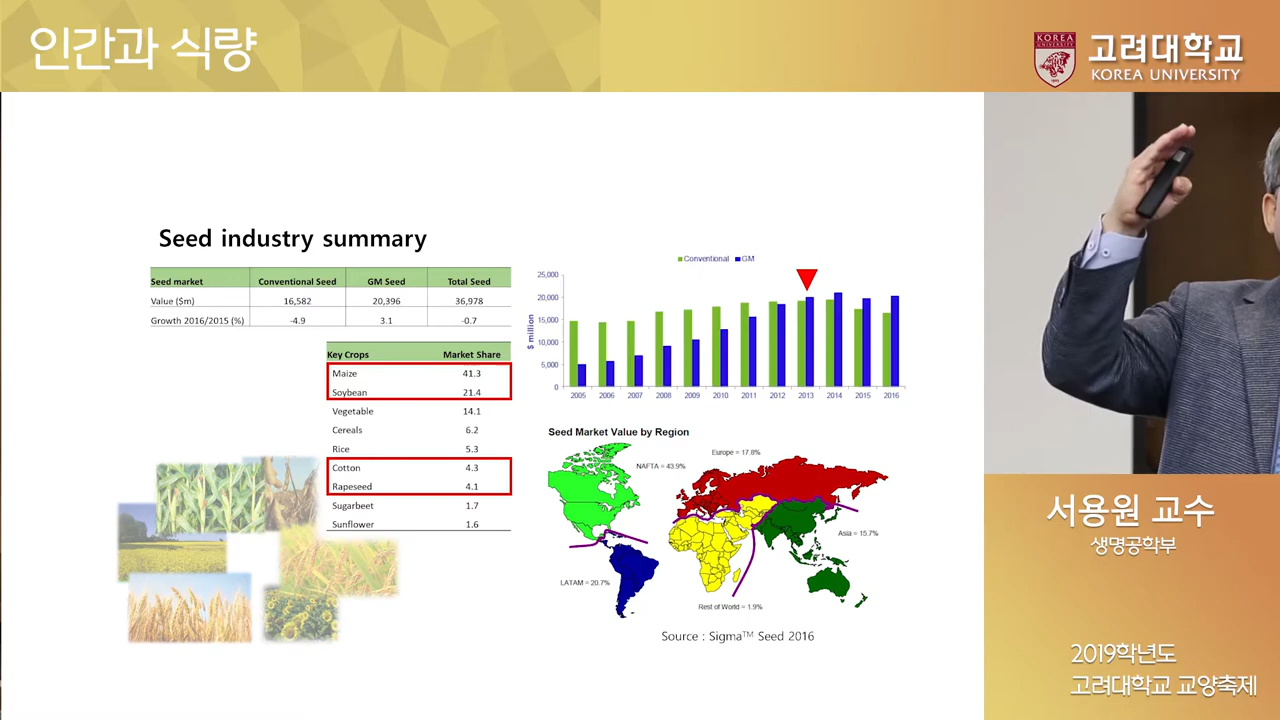 인간과 식량
KOREA
UNIVERSITY
고려대학교
KOREA UNIVERSITY
Seed industry summary
Seed market Conventional Seed GM Seed Total Seed
Value ($m) 16,582 20,396 36,978
Growth 2016/2015 (%) -4.9 3.1 -0.7
Key Crops Market Share
Maize 41.3
Soybean 21.4
Vegetable 14.1
Cereals 6.2
Rice 5.3
Cotton 4.3
Rapeseed 4.1
Sugarbeet 1.7
Sunflower 1.6
Conventional GM
$ million
25,000
20,000
15,000
10,000
5,000
0
2005 2006 2007 2008 2009 2010 2011 2012 2013 2014 2015 2016
Seed Market Value by Region
Europe = 17.8%
NAFTA = 43.9%
Asia = 15.7%
LATAM = 20.7%
Rest of World = 1.9%
Source : Sigma™ Seed 2016
서용원 교수
생명공학부
2019학년도
고려대학교 교양축제